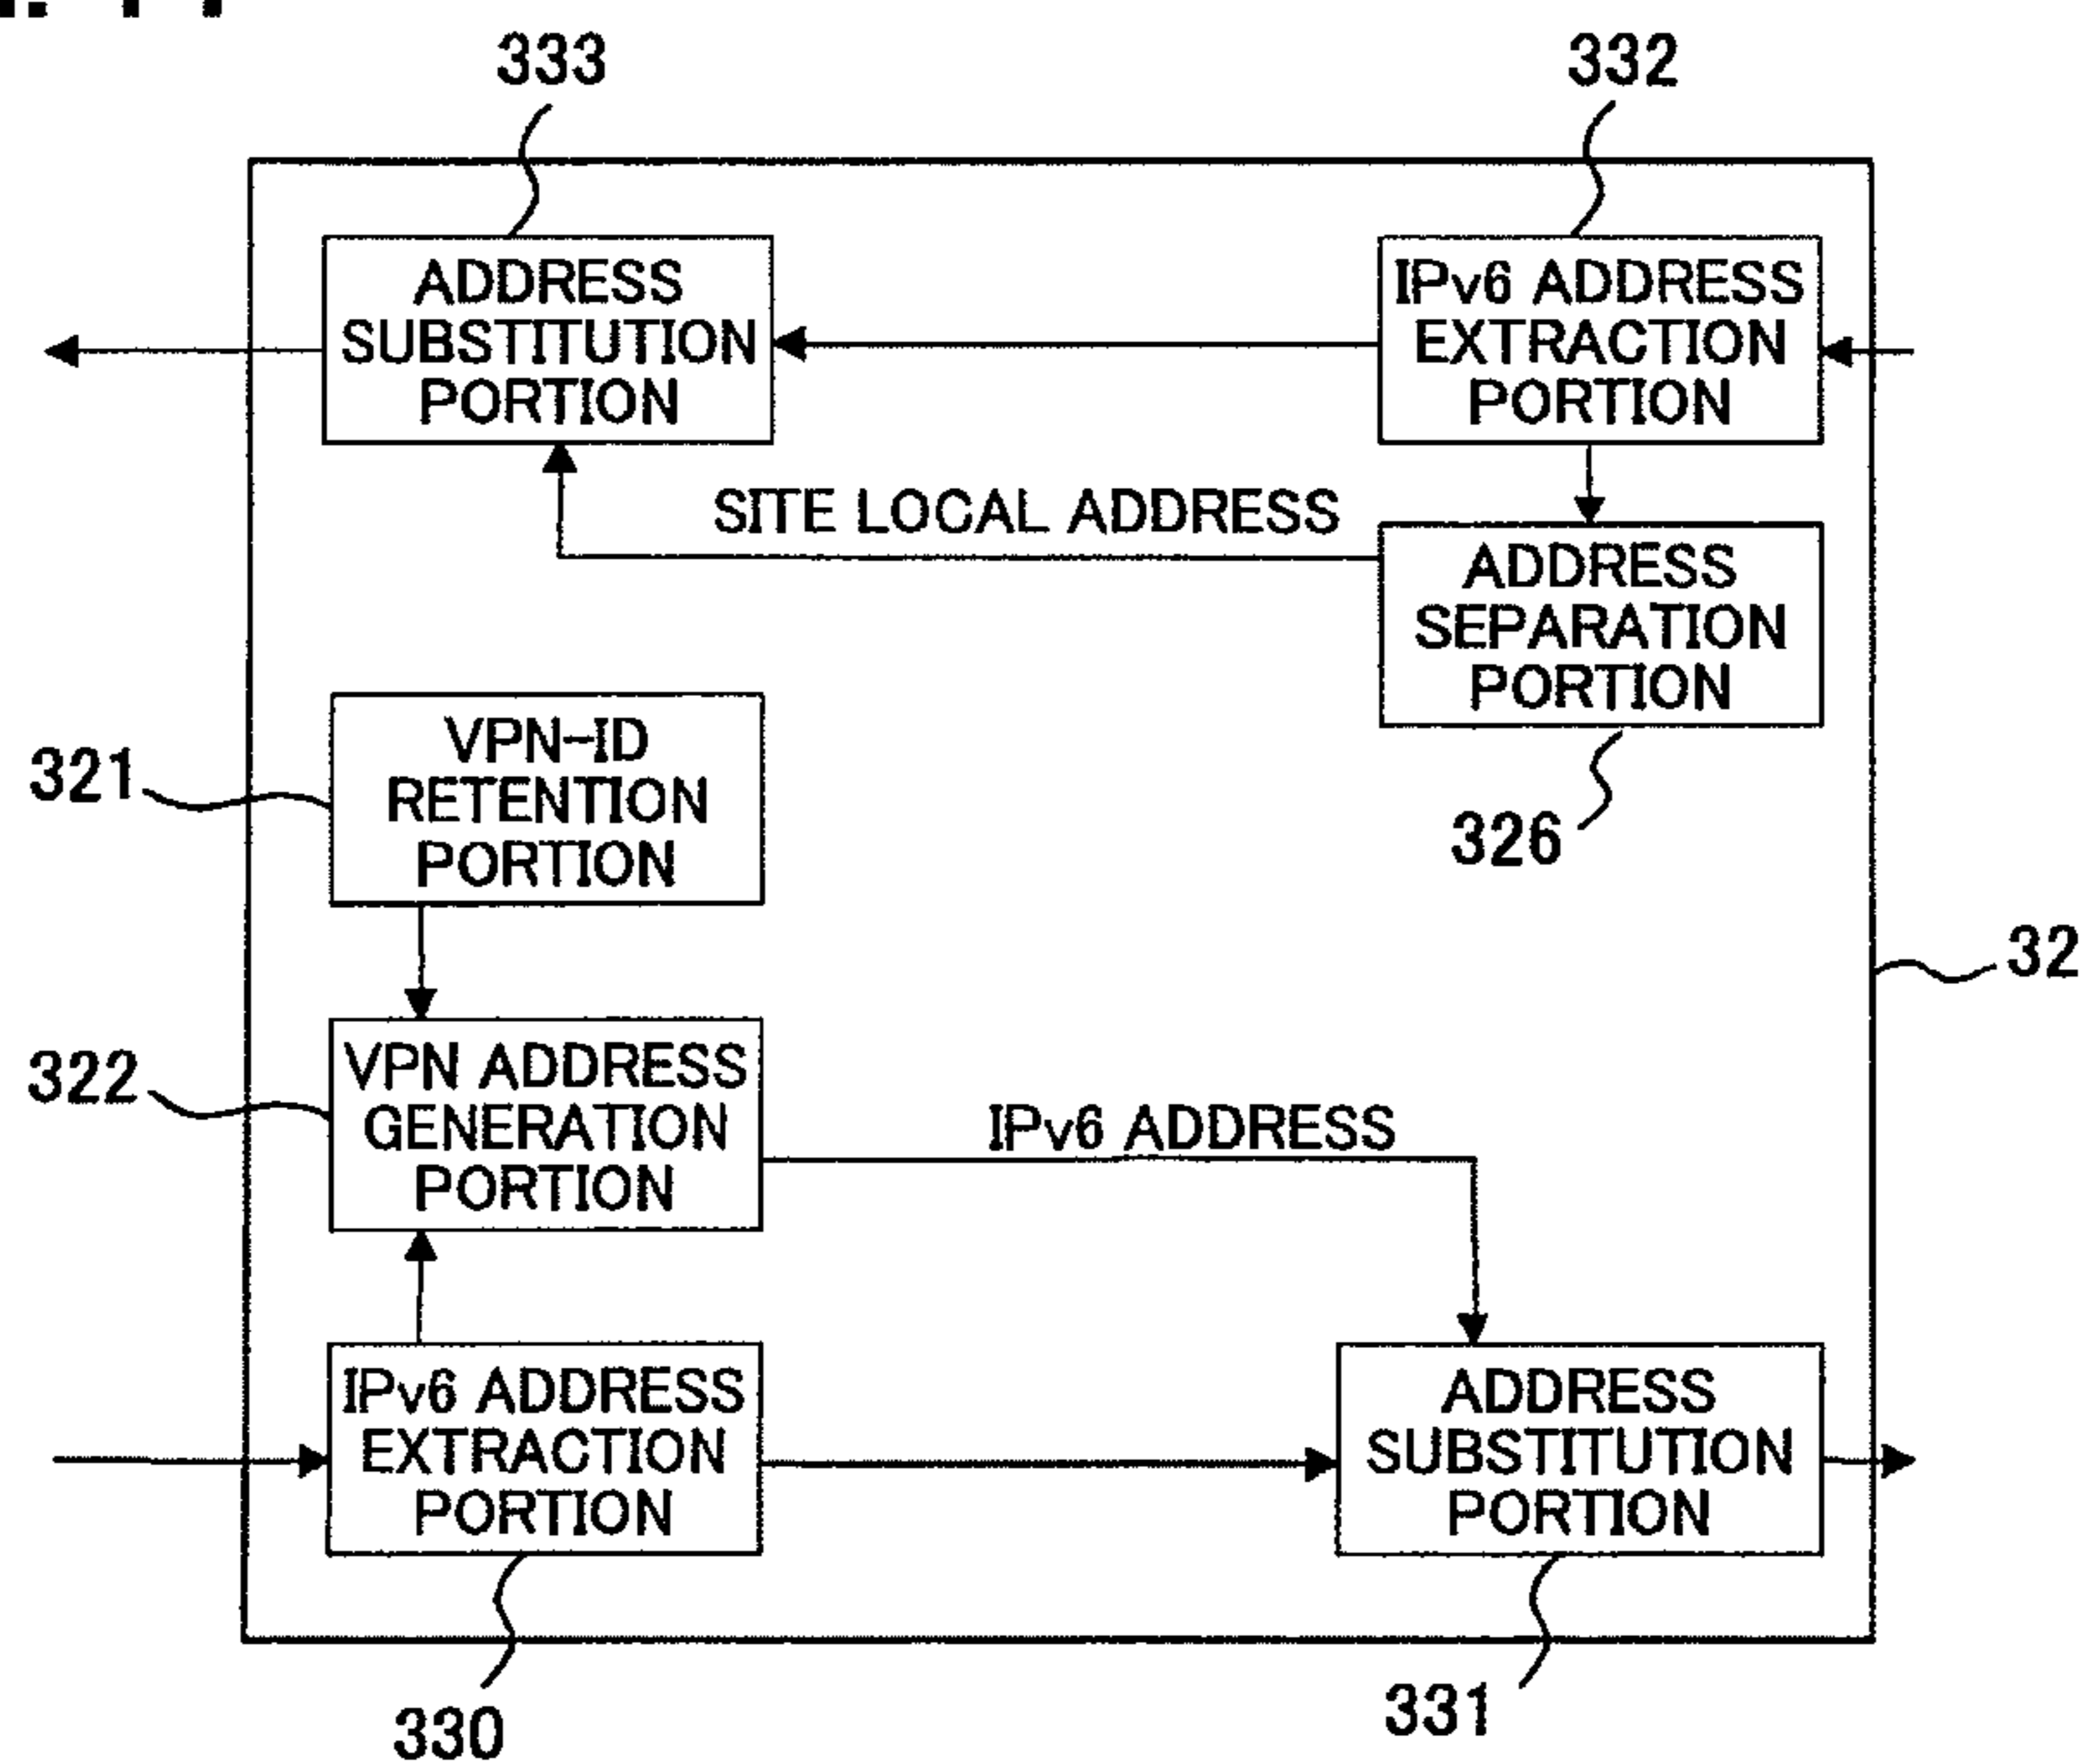 333
332
ADDRESS
SUBSTITUTION
PORTION
IPv6 ADDRESS
EXTRACTION
PORTION
SITE LOCAL ADDRESS
ADDRESS
SEPARATION
PORTION
326
VPN-ID
RETENTION
PORTION
321
32
VPN ADDRESS
GENERATION
PORTION
322
IPv6 ADDRESS
IPv6 ADDRESS
EXTRACTION
PORTION
ADDRESS
SUBSTITUTION
PORTION
330
331